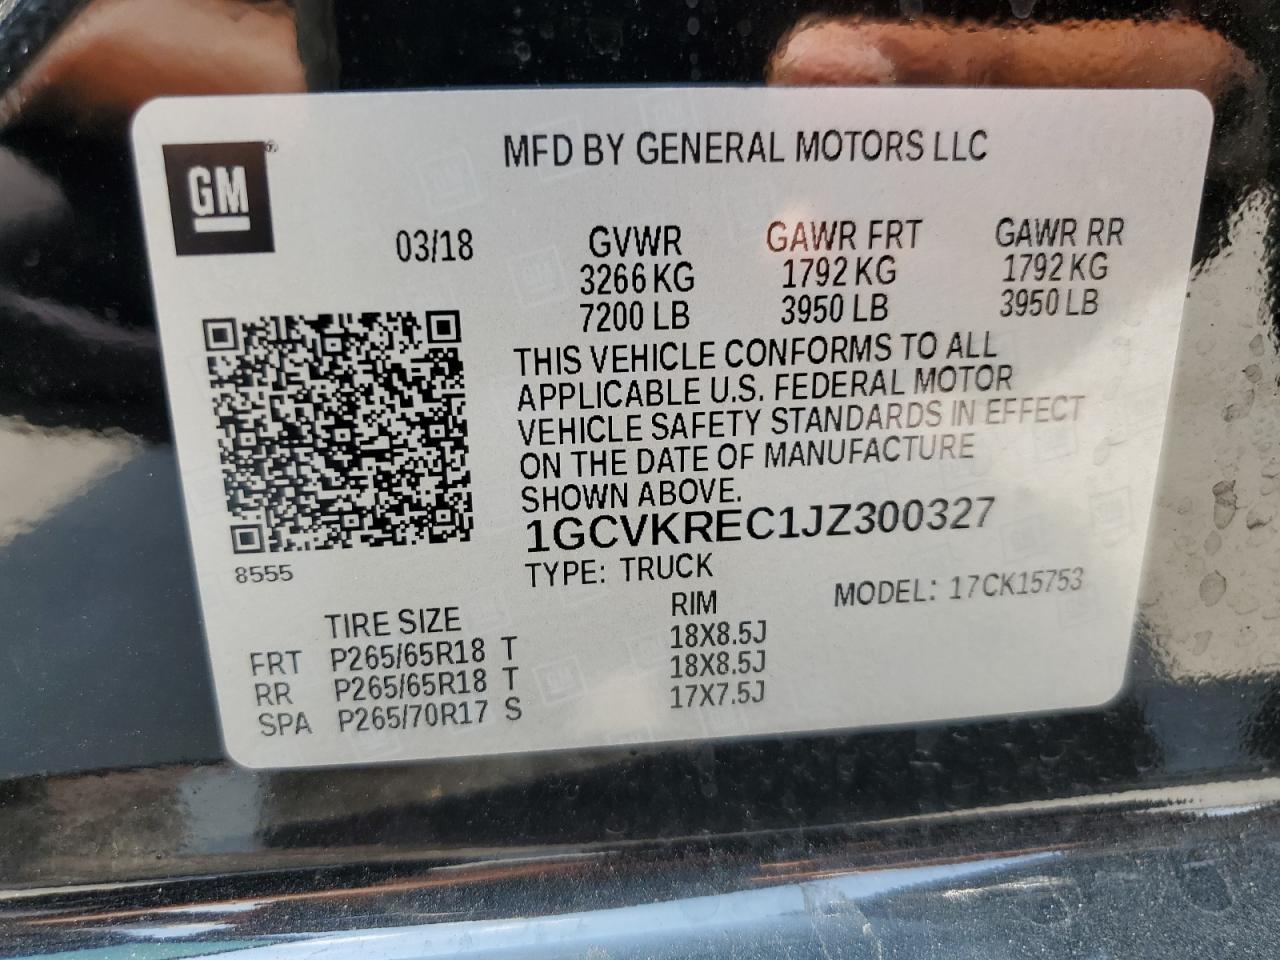 MFD BY GENERAL MOTORS LLC
GM®
03/18 GVWR GAWR FRT GAWR RR
3266 KG 1792 KG 1792 KG
7200 LB 3950 LB 3950 LB
THIS VEHICLE CONFORMS TO ALL
APPLICABLE U.S. FEDERAL MOTOR
VEHICLE SAFETY STANDARDS IN EFFECT
ON THE DATE OF MANUFACTURE
SHOWN ABOVE.
1GCVKREC1JZ300327
8555
TYPE: TRUCK MODEL: 17CK15753
TIRE SIZE RIM
FRT P265/65R18 T 18X8.5J
RR P265/65R18 T 18X8.5J
SPA P265/70R17 S 17X7.5J